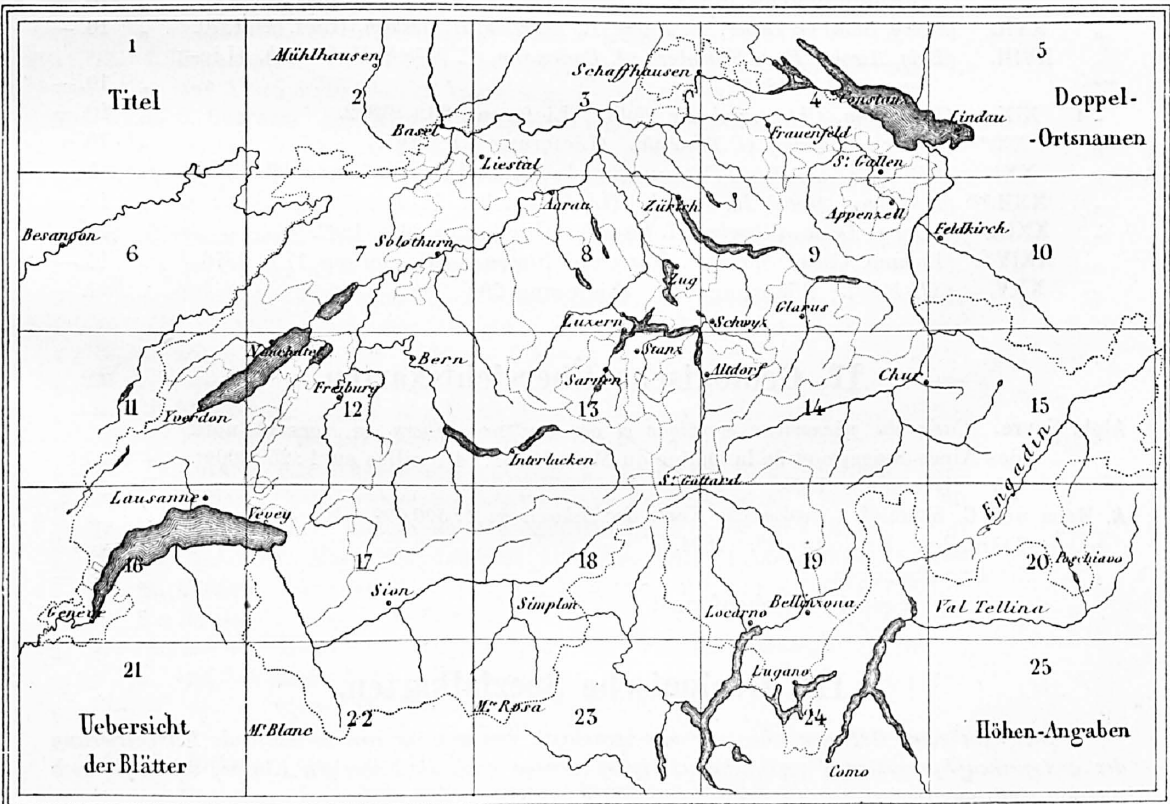 1
Mühlhausen
2
Schaffhausen
3
4
5
Titel
Constanz
Doppel-
-Ortsnamen
Basel
Frauenfeld
Lindau
Liestal
St. Gallen
Aarau
Zürich
Appenzell
Besançon
6
7
Solothurn
8
9
Feldkirch
10
Zug
Glarus
Luzern
Schwyz
Neuchâtel
Bern
Stanz
Sarnen
Altdorf
Chur
Freyburg
11
12
13
14
15
Yverdon
Interlacken
Engadin
St. Gottard
Lausanne
Vevey
16
17
18
19
20
Poschiavo
Genève
Sion
Simplon
Locarno
Bellinzona
Val Tellina
21
Lugano
25
Uebersicht
der Blätter
Mt. Blanc
22
Mte. Rosa
23
24
Höhen-Angaben
Como